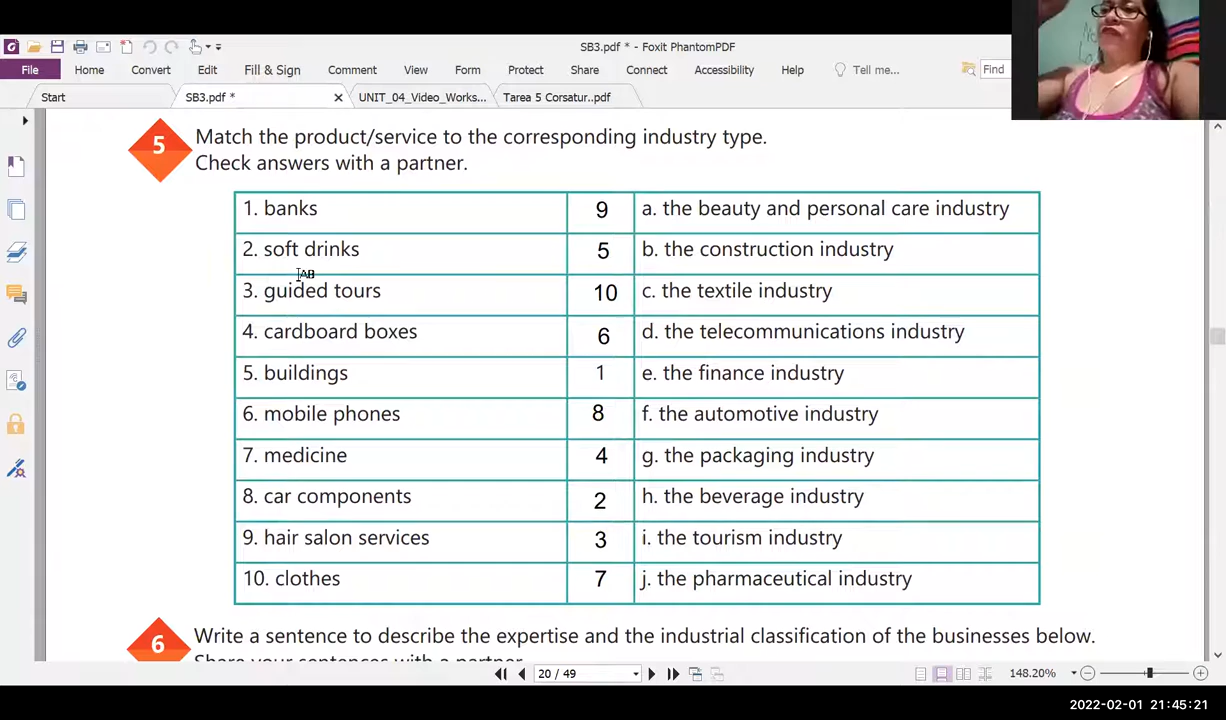 SB3.pdf * - Foxit PhantomPDF
File Home Convert Edit Fill & Sign Comment View Form Protect Share Connect Accessibility Help Tell me... Find
Start SB3.pdf * UNIT_04_Video_Works... Tarea 5 Corsatur..pdf
5 Match the product/service to the corresponding industry type.
Check answers with a partner.
1. banks 9 a. the beauty and personal care industry
2. soft drinks 5 b. the construction industry
3. guided tours 10 c. the textile industry
4. cardboard boxes 6 d. the telecommunications industry
5. buildings 1 e. the finance industry
6. mobile phones 8 f. the automotive industry
7. medicine 4 g. the packaging industry
8. car components 2 h. the beverage industry
9. hair salon services 3 i. the tourism industry
10. clothes 7 j. the pharmaceutical industry
6 Write a sentence to describe the expertise and the industrial classification of the businesses below.
Share your sentences with a partner.
20 / 49 148.20%
2022-02-01 21:45:21